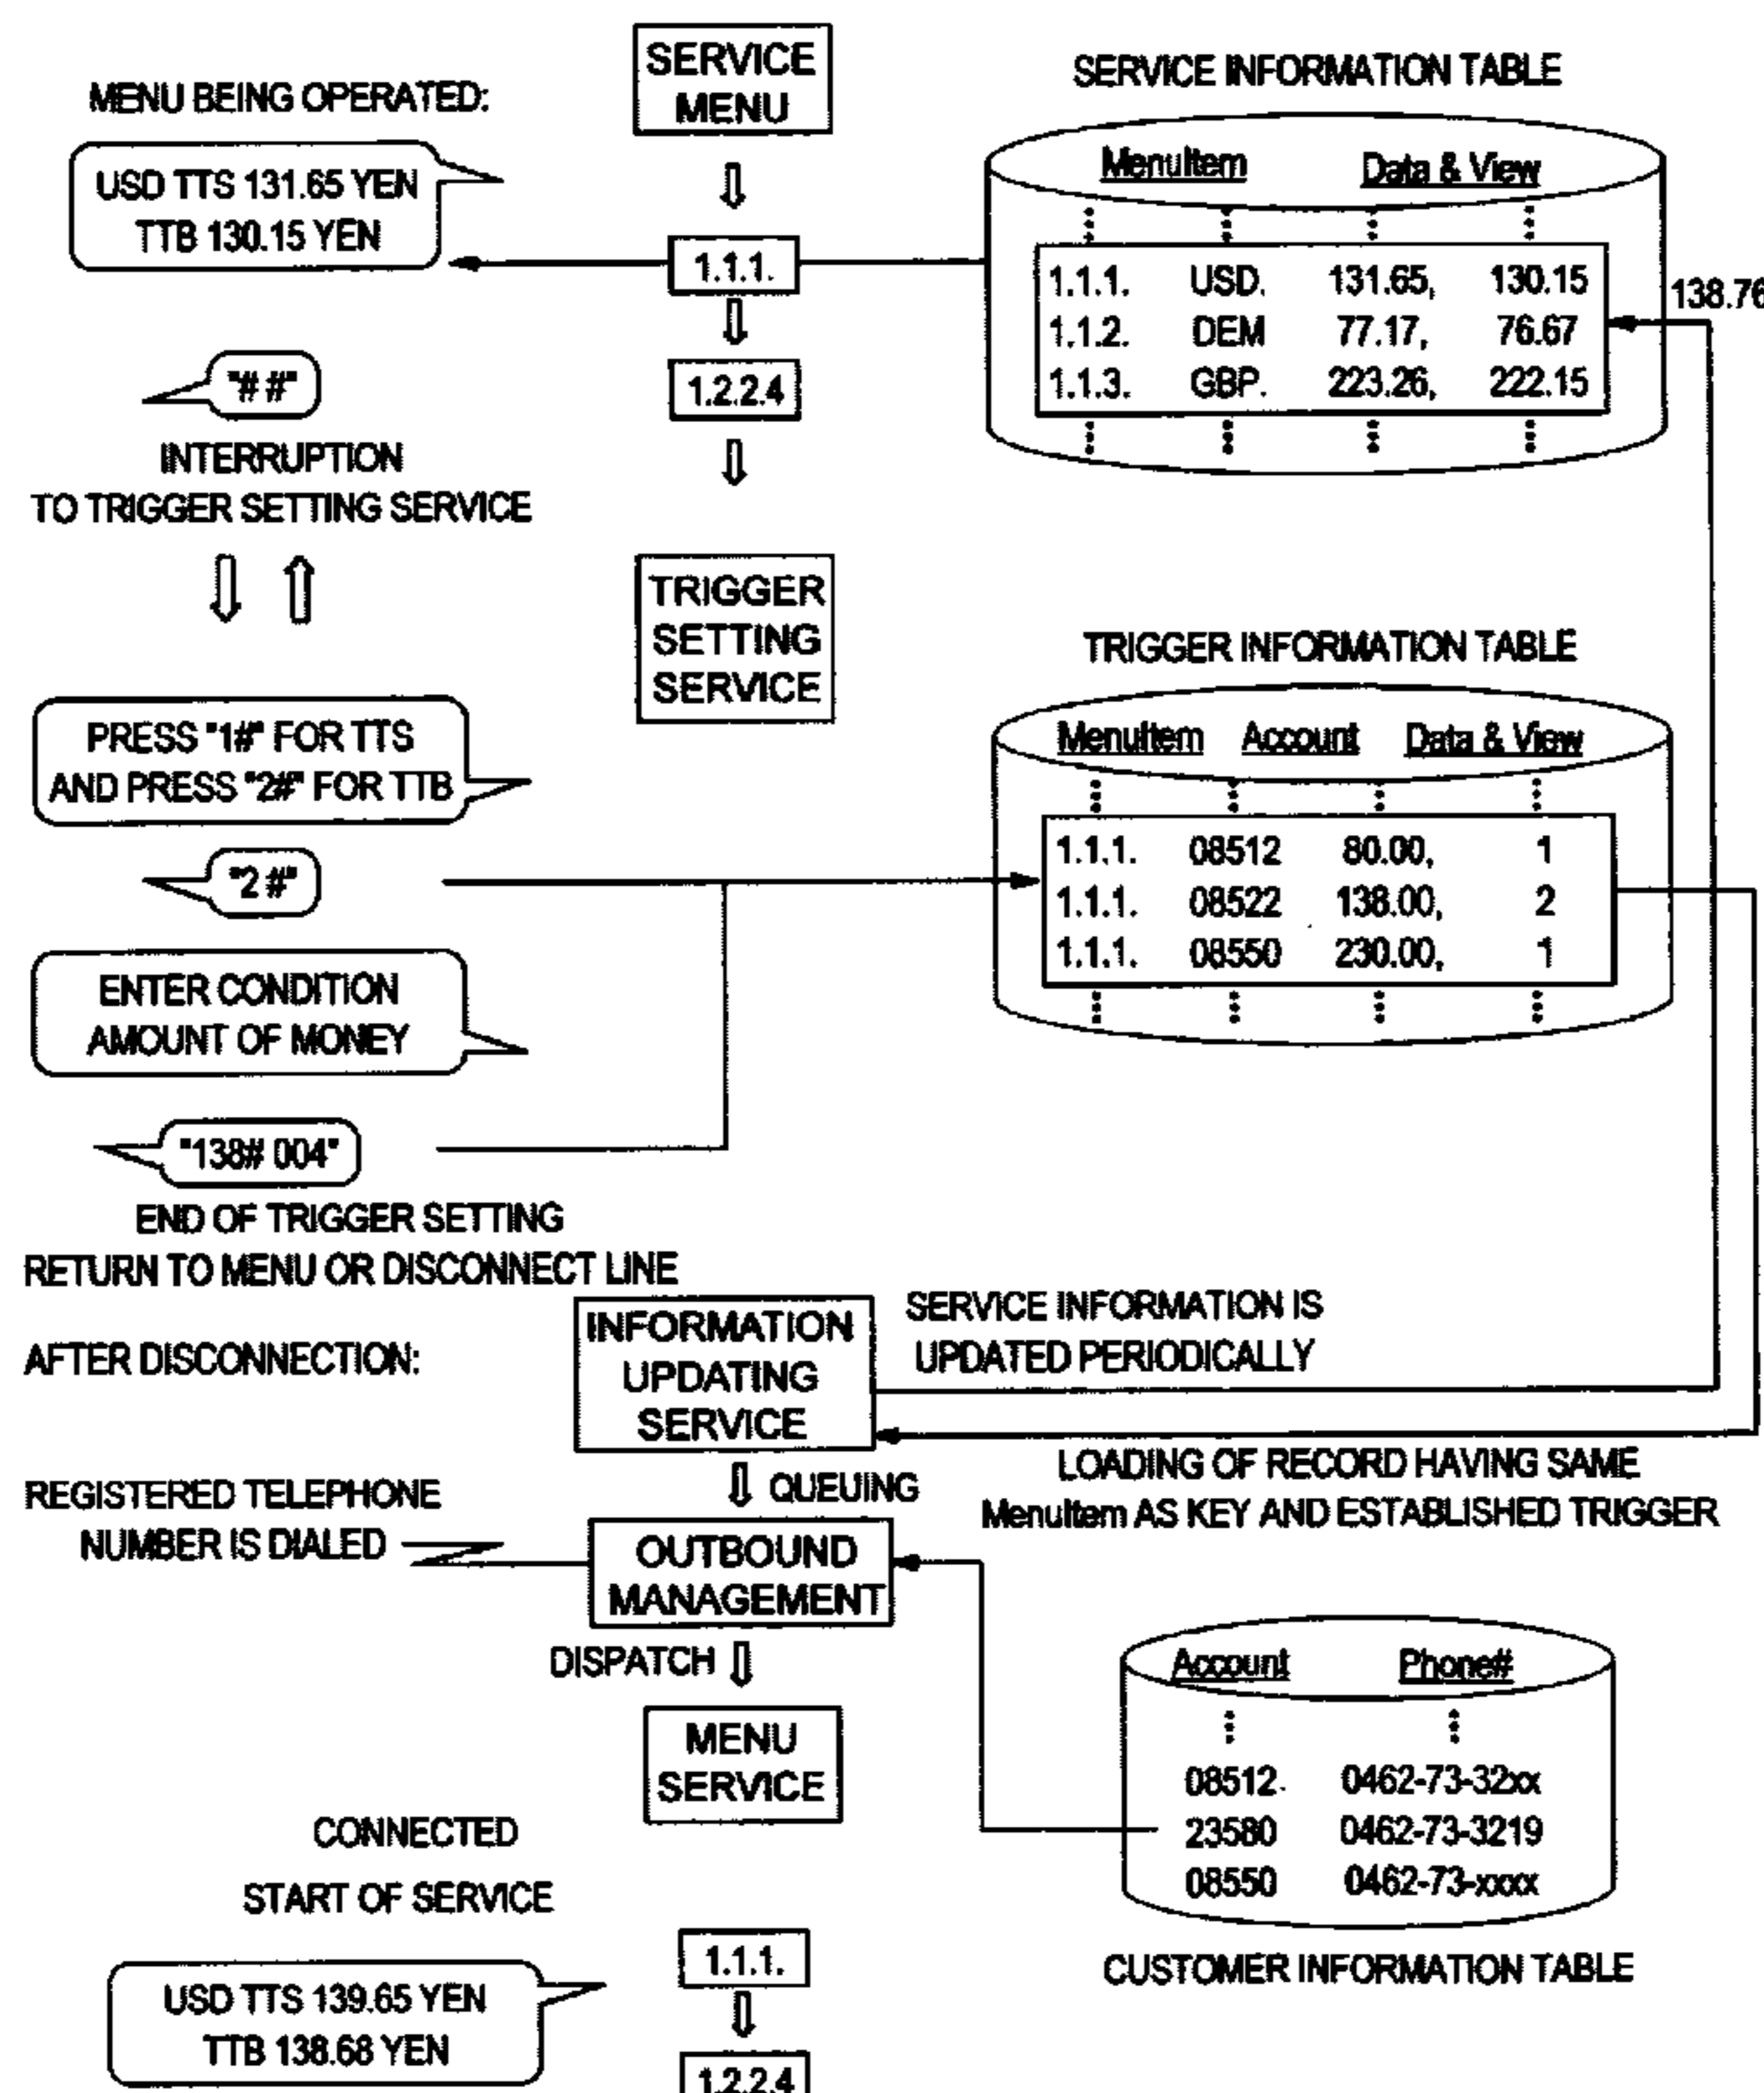 SERVICE
MENU
MENU BEING OPERATED:
USD TTS 131.65 YEN
TTB 130.15 YEN
1.1.1.
1.2.2.4
SERVICE INFORMATION TABLE
MenuItem Data & View
1.1.1. USD. 131.65, 130.15
1.1.2. DEM 77.17, 76.67
1.1.3. GBP. 223.26, 222.15
138.76
"# #"
INTERRUPTION
TO TRIGGER SETTING SERVICE
TRIGGER
SETTING
SERVICE
PRESS "1#" FOR TTS
AND PRESS "2#" FOR TTB
"2 #"
ENTER CONDITION
AMOUNT OF MONEY
"138# 004"
END OF TRIGGER SETTING
RETURN TO MENU OR DISCONNECT LINE
TRIGGER INFORMATION TABLE
MenuItem Account Data & View
1.1.1. 08512 80.00, 1
1.1.1. 08522 138.00, 2
1.1.1. 08550 230.00, 1
AFTER DISCONNECTION:
INFORMATION
UPDATING
SERVICE
SERVICE INFORMATION IS
UPDATED PERIODICALLY
LOADING OF RECORD HAVING SAME
MenuItem AS KEY AND ESTABLISHED TRIGGER
QUEUING
REGISTERED TELEPHONE
NUMBER IS DIALED
OUTBOUND
MANAGEMENT
DISPATCH
MENU
SERVICE
Account Phone#
08512 0462-73-32xx
23580 0462-73-3219
08550 0462-73-xxxx
CUSTOMER INFORMATION TABLE
CONNECTED
START OF SERVICE
USD TTS 139.65 YEN
TTB 138.68 YEN
1.1.1.
1.2.2.4